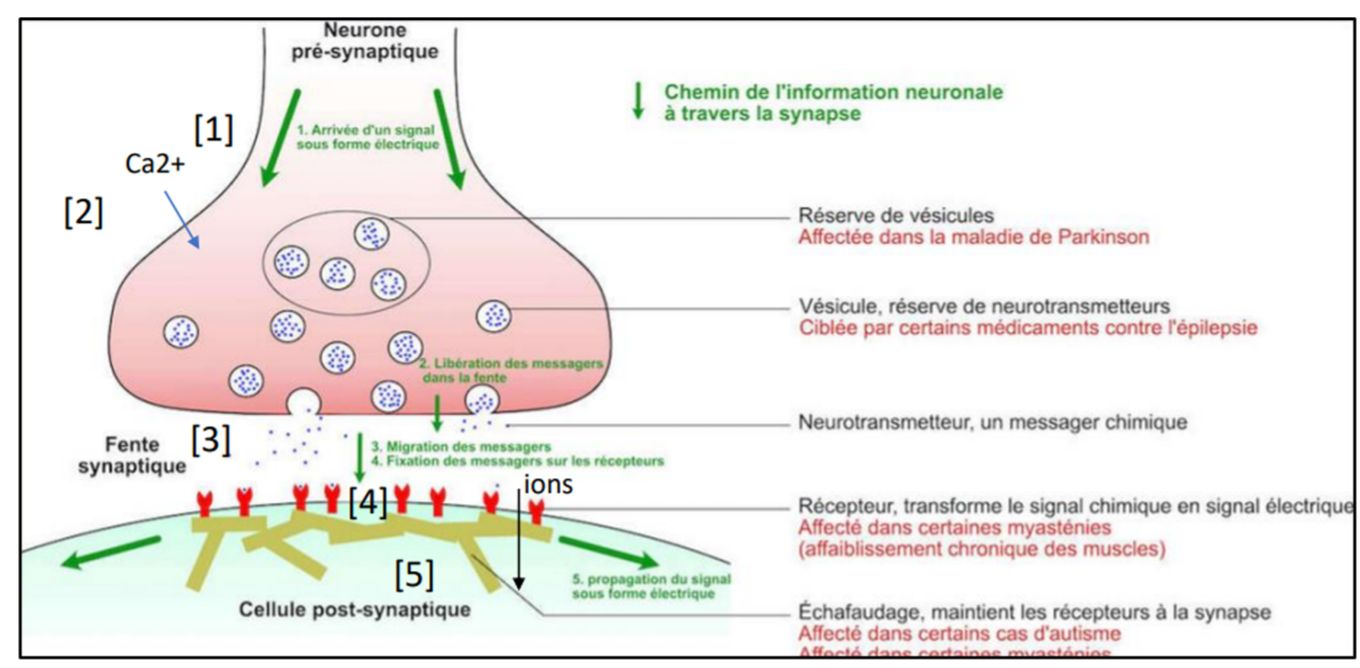 Neurone
pré-synaptique
Chemin de l'information neuronale
à travers la synapse
[1]
1. Arrivée d'un signal
sous forme électrique
Ca2+
[2]
Réserve de vésicules
Affectée dans la maladie de Parkinson
Vésicule, réserve de neurotransmetteurs
Ciblée par certains médicaments contre l'épilepsie
2. Libération des messagers
dans la fente
Neurotransmetteur, un messager chimique
Fente
synaptique
[3]
3. Migration des messagers
4. Fixation des messagers sur les récepteurs
ions
[4]
Récepteur, transforme le signal chimique en signal électrique
Affecté dans certaines myasténies
(affaiblissement chronique des muscles)
[5]
5. propagation du signal
sous forme électrique
Cellule post-synaptique
Échafaudage, maintient les récepteurs à la synapse
Affecté dans certains cas d'autisme
Affecté dans certaines myasténies